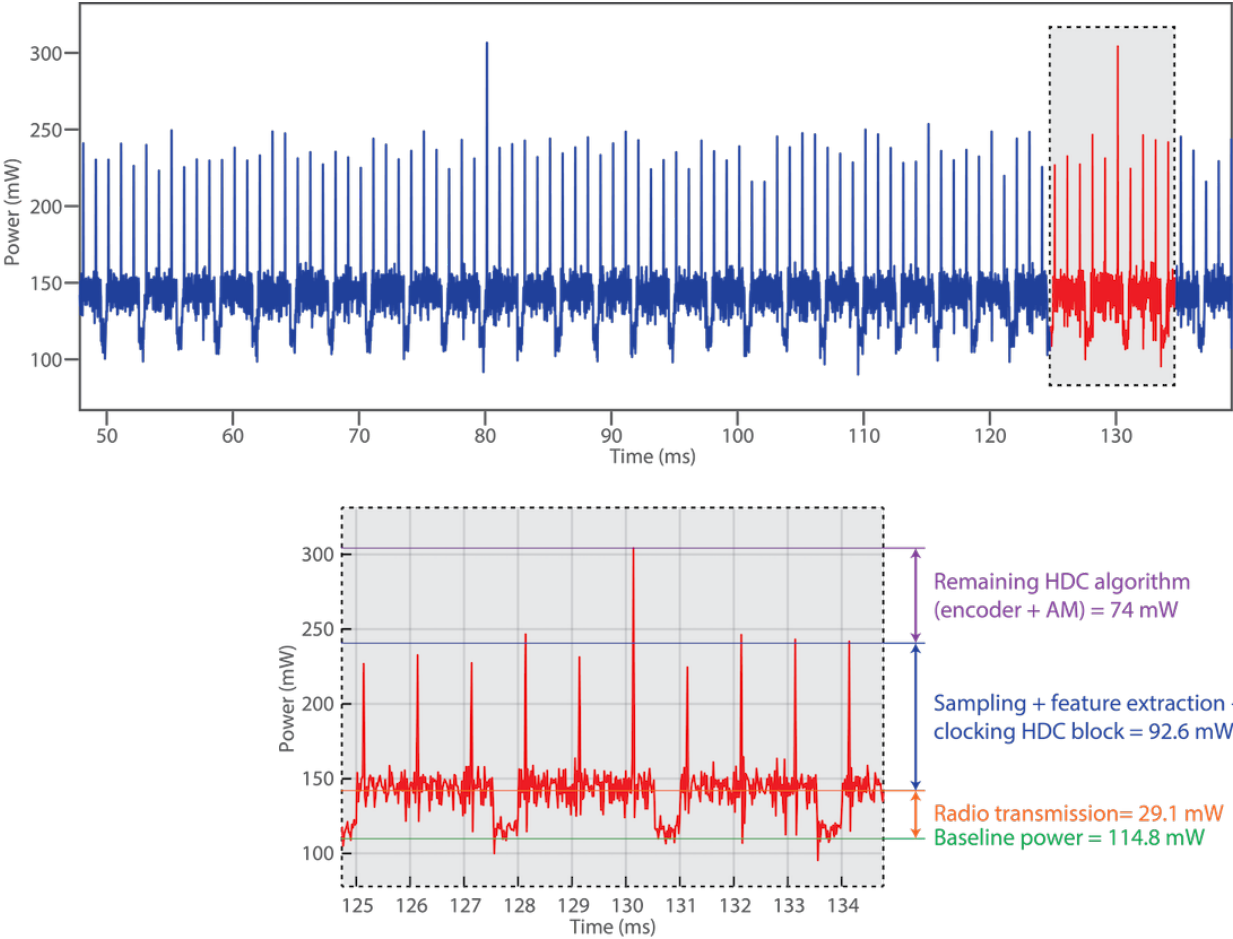 300
250
200
150
100
Power (mW)
50 60 70 80 90 100 110 120 130
Time (ms)
300
250
200
150
100
Power (mW)
125 126 127 128 129 130 131 132 133 134
Time (ms)
Remaining HDC algorithm
(encoder + AM) = 74 mW
Sampling + feature extraction
clocking HDC block = 92.6 mW
Radio transmission= 29.1 mW
Baseline power = 114.8 mW